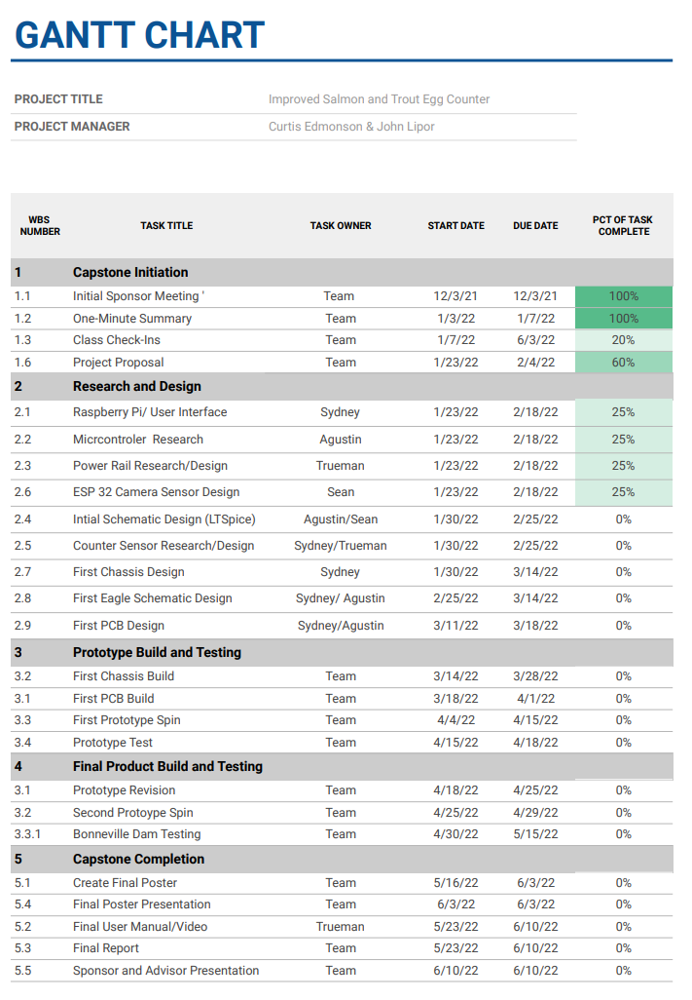 GANTT CHART
PROJECT TITLE Improved Salmon and Trout Egg Counter
PROJECT MANAGER Curtis Edmonson & John Lipor
WBS NUMBER TASK TITLE TASK OWNER START DATE DUE DATE PCT OF TASK COMPLETE
1 Capstone Initiation
1.1 Initial Sponsor Meeting ' Team 12/3/21 12/3/21 100%
1.2 One-Minute Summary Team 1/3/22 1/7/22 100%
1.3 Class Check-Ins Team 1/7/22 6/3/22 20%
1.6 Project Proposal Team 1/23/22 2/4/22 60%
2 Research and Design
2.1 Raspberry Pi/ User Interface Sydney 1/23/22 2/18/22 25%
2.2 Micrcontroler Research Agustin 1/23/22 2/18/22 25%
2.3 Power Rail Research/Design Trueman 1/23/22 2/18/22 25%
2.6 ESP 32 Camera Sensor Design Sean 1/23/22 2/18/22 25%
2.4 Intial Schematic Design (LTSpice) Agustin/Sean 1/30/22 2/25/22 0%
2.5 Counter Sensor Research/Design Sydney/Trueman 1/30/22 2/25/22 0%
2.7 First Chassis Design Sydney 1/30/22 3/14/22 0%
2.8 First Eagle Schematic Design Sydney/ Agustin 2/25/22 3/14/22 0%
2.9 First PCB Design Sydney/Agustin 3/11/22 3/18/22 0%
3 Prototype Build and Testing
3.2 First Chassis Build Team 3/14/22 3/28/22 0%
3.1 First PCB Build Team 3/18/22 4/1/22 0%
3.3 First Prototype Spin Team 4/4/22 4/15/22 0%
3.4 Prototype Test Team 4/15/22 4/18/22 0%
4 Final Product Build and Testing
3.1 Prototype Revision Team 4/18/22 4/25/22 0%
3.2 Second Protoype Spin Team 4/25/22 4/29/22 0%
3.3.1 Bonneville Dam Testing Team 4/30/22 5/15/22 0%
5 Capstone Completion
5.1 Create Final Poster Team 5/16/22 6/3/22 0%
5.4 Final Poster Presentation Team 6/3/22 6/3/22 0%
5.2 Final User Manual/Video Trueman 5/23/22 6/10/22 0%
5.3 Final Report Team 5/23/22 6/10/22 0%
5.5 Sponsor and Advisor Presentation Team 6/10/22 6/10/22 0%